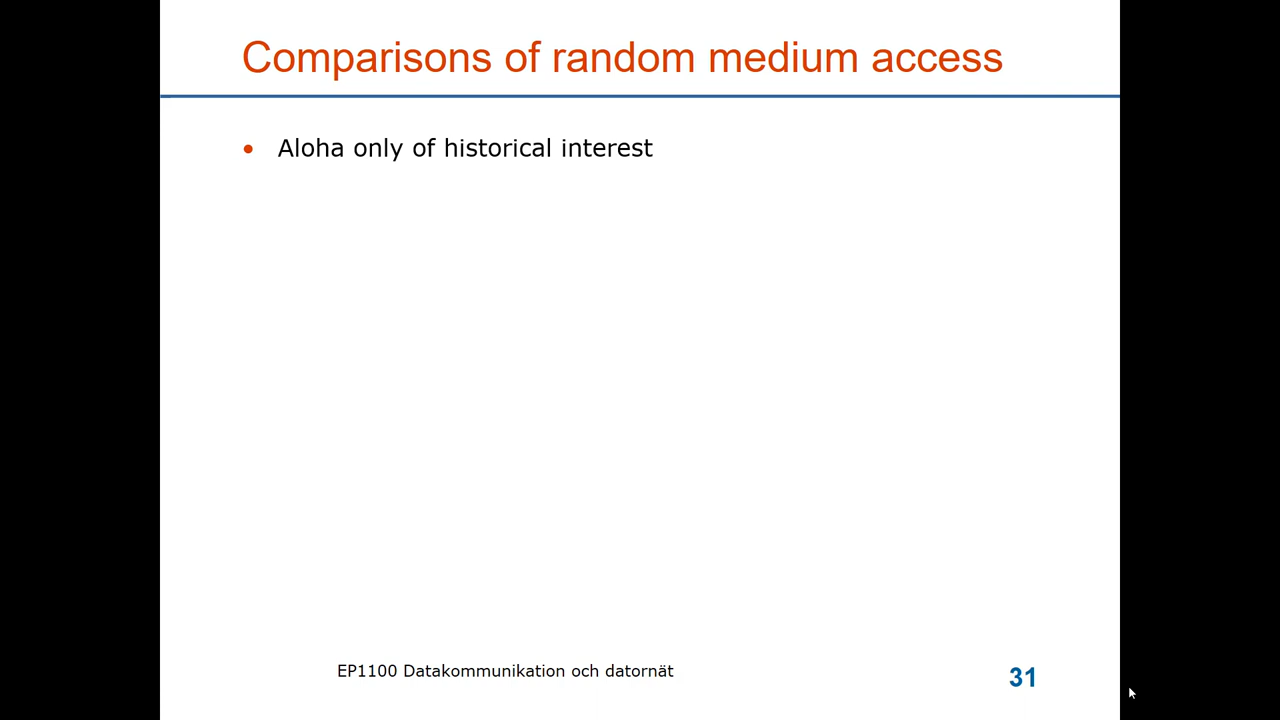 Comparisons of random medium access
• Aloha only of historical interest
EP1100 Datakommunikation och datornät
31